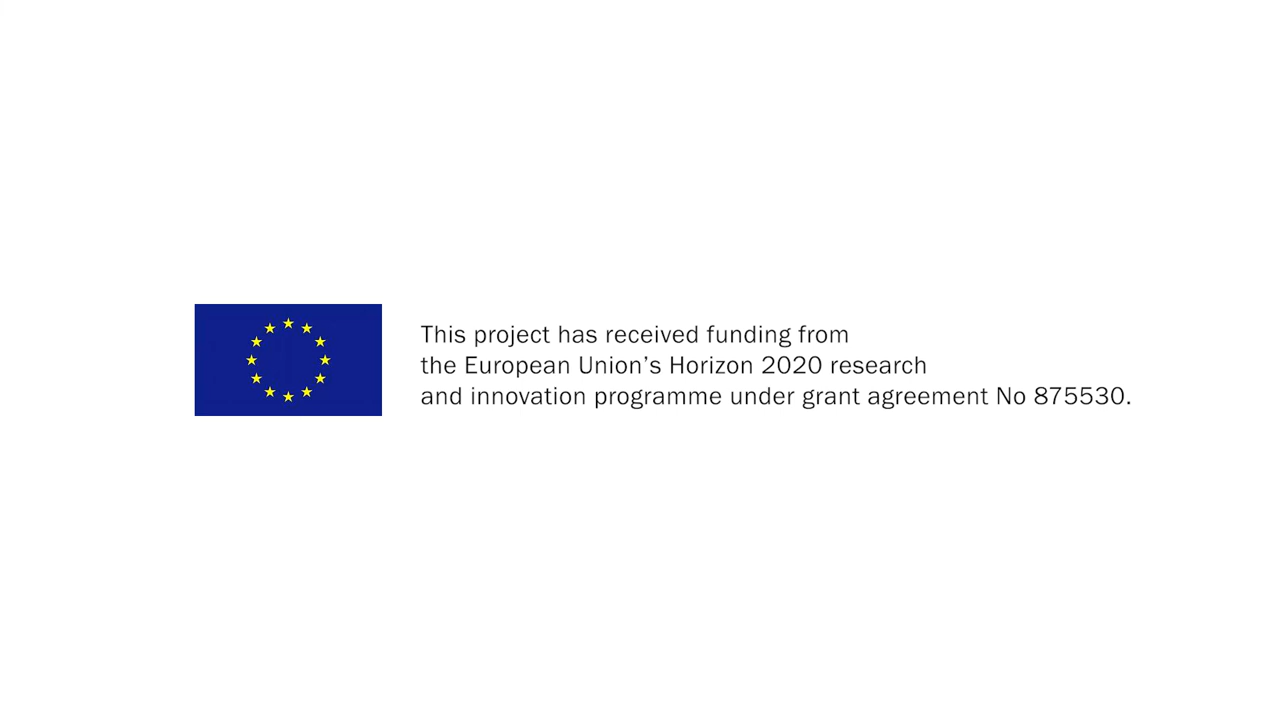 This project has received funding from
the European Union’s Horizon 2020 research
and innovation programme under grant agreement No 875530.